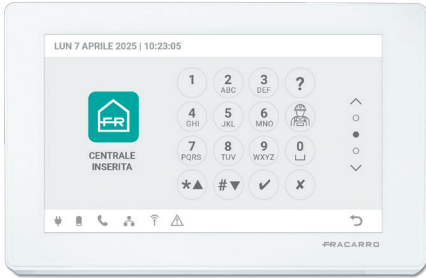 LUN 7 APRILE 2025 | 10:23:05
1
2
ABC
3
DEF
?
4
GHI
5
JKL
6
MNO
7
PQRS
8
TUV
9
WXYZ
0
*▲
#▼
✓
✗
FR
CENTRALE
INSERITA
FRACARRO